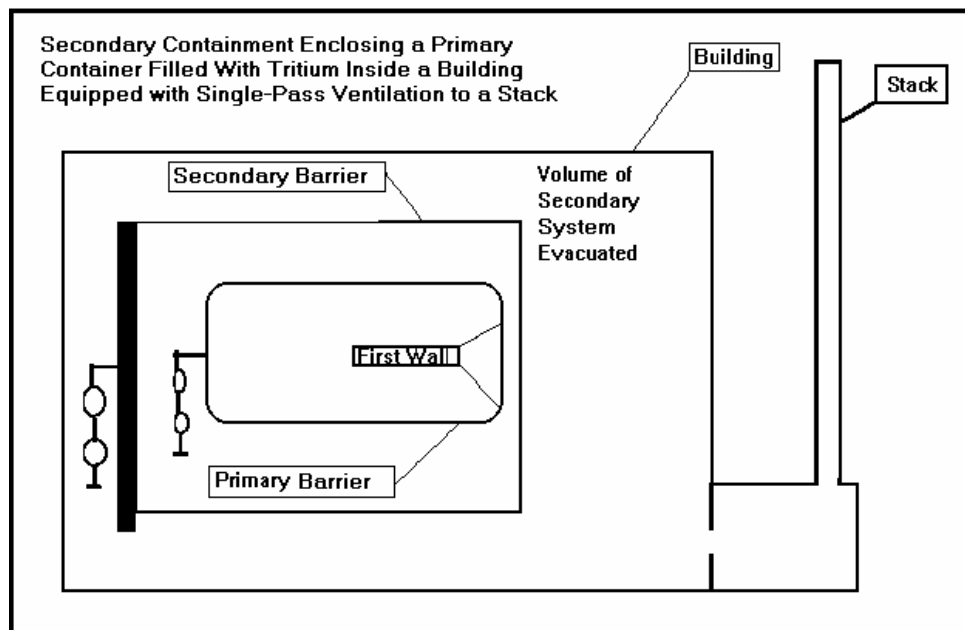 Secondary Containment Enclosing a Primary
Container Filled With Tritium Inside a Building
Equipped with Single-Pass Ventilation to a Stack
Building
Stack
Secondary Barrier
Volume of
Secondary
System
Evacuated
First Wall
Primary Barrier